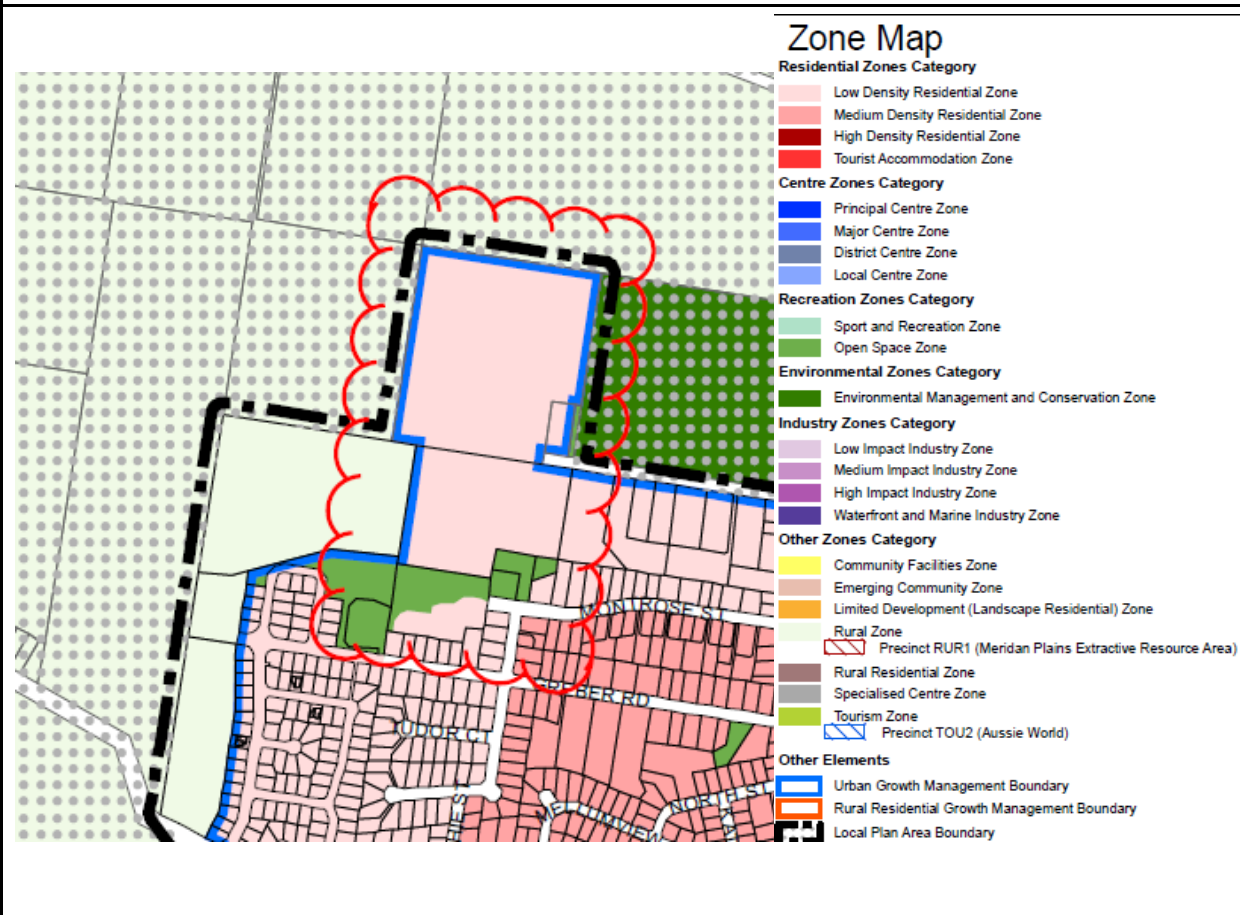 Zone Map
Residential Zones Category
Low Density Residential Zone
Medium Density Residential Zone
High Density Residential Zone
Tourist Accommodation Zone
Centre Zones Category
Principal Centre Zone
Major Centre Zone
District Centre Zone
Local Centre Zone
Recreation Zones Category
Sport and Recreation Zone
Open Space Zone
Environmental Zones Category
Environmental Management and Conservation Zone
Industry Zones Category
Low Impact Industry Zone
Medium Impact Industry Zone
High Impact Industry Zone
Waterfront and Marine Industry Zone
Other Zones Category
Community Facilities Zone
Emerging Community Zone
Limited Development (Landscape Residential) Zone
Rural Zone
Precinct RUR1 (Meridan Plains Extractive Resource Area)
Rural Residential Zone
Specialised Centre Zone
Tourism Zone
Precinct TOU2 (Aussie World)
Other Elements
Urban Growth Management Boundary
Rural Residential Growth Management Boundary
Local Plan Area Boundary
MONTROSE ST
RD
UDOR CT
NORTH ST